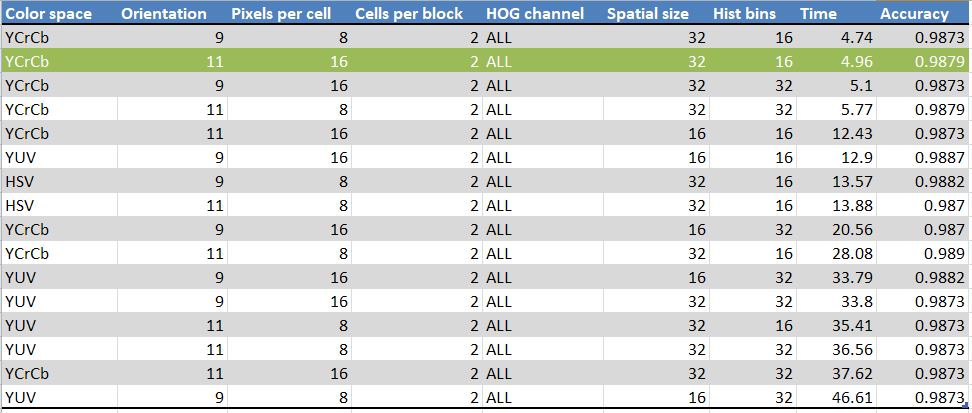 Color space Orientation Pixels per cell Cells per block HOG channel Spatial size Hist bins Time Accuracy
YCrCb 9 8 2 ALL 32 16 4.74 0.9873
YCrCb 11 16 2 ALL 32 16 4.96 0.9879
YCrCb 9 16 2 ALL 32 32 5.1 0.9873
YCrCb 11 8 2 ALL 32 32 5.77 0.9879
YCrCb 11 16 2 ALL 16 16 12.43 0.9873
YUV 9 16 2 ALL 16 16 12.9 0.9887
HSV 9 8 2 ALL 32 16 13.57 0.9882
HSV 11 8 2 ALL 32 16 13.88 0.987
YCrCb 9 16 2 ALL 16 32 20.56 0.987
YCrCb 11 8 2 ALL 32 16 28.08 0.989
YUV 9 16 2 ALL 16 32 33.79 0.9882
YUV 9 16 2 ALL 32 32 33.8 0.9873
YUV 11 8 2 ALL 32 16 35.41 0.9873
YUV 11 8 2 ALL 32 32 36.56 0.9873
YCrCb 11 16 2 ALL 32 32 37.62 0.9873
YUV 9 8 2 ALL 16 32 46.61 0.9873